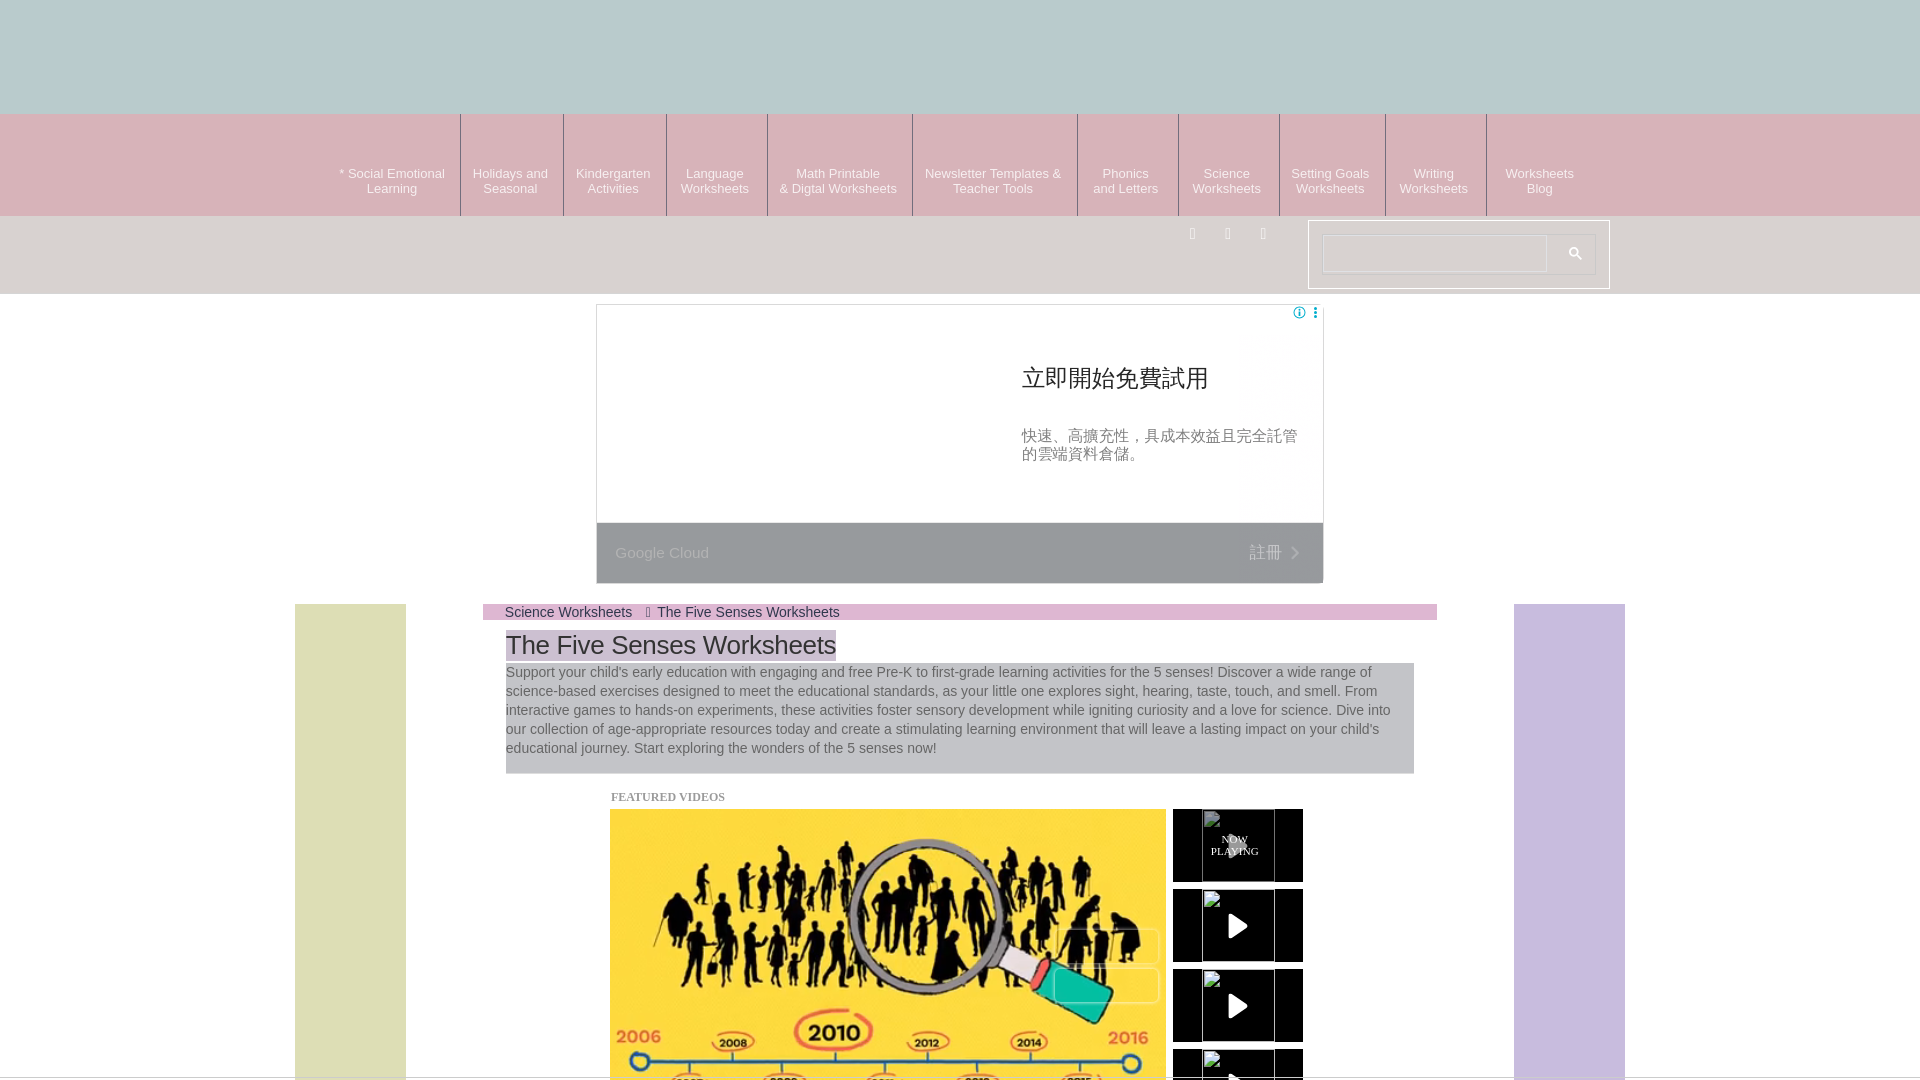 * Social Emotional
Learning
Holidays and
Seasonal
Kindergarten
Activities
Language
Worksheets
Math Printable
& Digtal Worksheets
Newsletter Templates &
Teacher Tools
Phonics
and Letters
Science
Worksheets
Setting Goals
Worksheets
Writing
Worksheets
Worksheets
Blog
立即開始免費試用
快速、高擴充性，具成本效益且完全託管
的雲端資料倉儲。
Google Cloud
註冊
Science Worksheets The Five Senses Worksheets
The Five Senses Worksheets
Support your child's early education with engaging and free Pre-K to first-grade learning activities for the 5 senses! Discover a wide range of
science-based exercises designed to meet the educational standards, as your little one explores sight, hearing, taste, touch, and smell. From
interactive games to hands-on experiments, these activities foster sensory development while igniting curiosity and a love for science. Dive into
our collection of age-appropriate resources today and create a stimulating learning environment that will leave a lasting impact on your child's
educational journey. Start exploring the wonders of the 5 senses now!
FEATURED VIDEOS
NOW
PLAYING
2006 2008 2010 2012 2014 2016